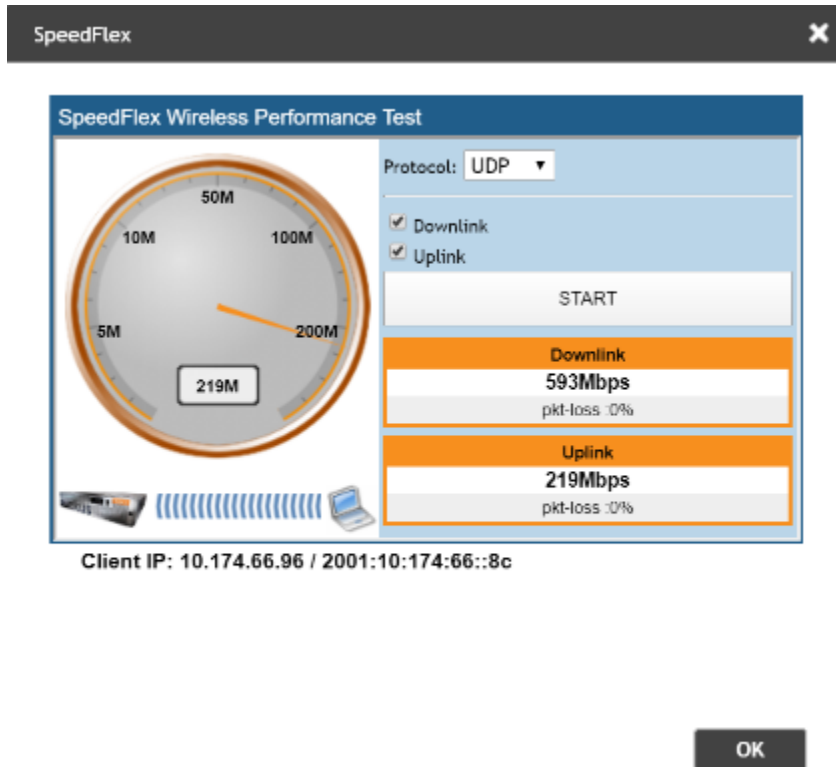 SpeedFlex
SpeedFlex Wireless Performance Test
Protocol: UDP
Downlink
Uplink
START
50M
10M
100M
5M
200M
219M
Downlink
593Mbps
pkt-loss :0%
Uplink
219Mbps
pkt-loss :0%
Client IP: 10.174.66.96 / 2001:10:174:66::8c
OK